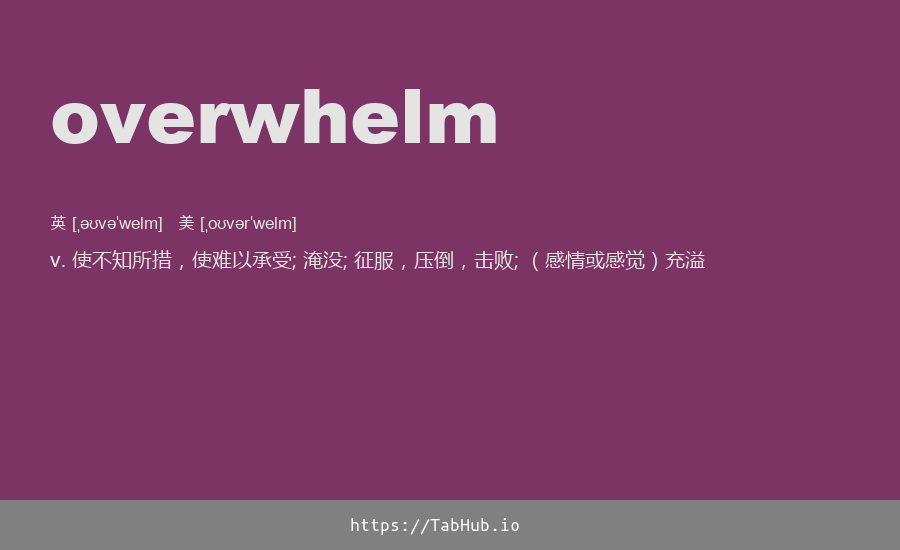 overwhelm
英 [ˌəʊvəˈwelm] 美 [ˌoʊvərˈwelm]
v. 使不知所措，使难以承受; 淹没; 征服，压倒，击败; （感情或感觉）充溢
https://TabHub.io